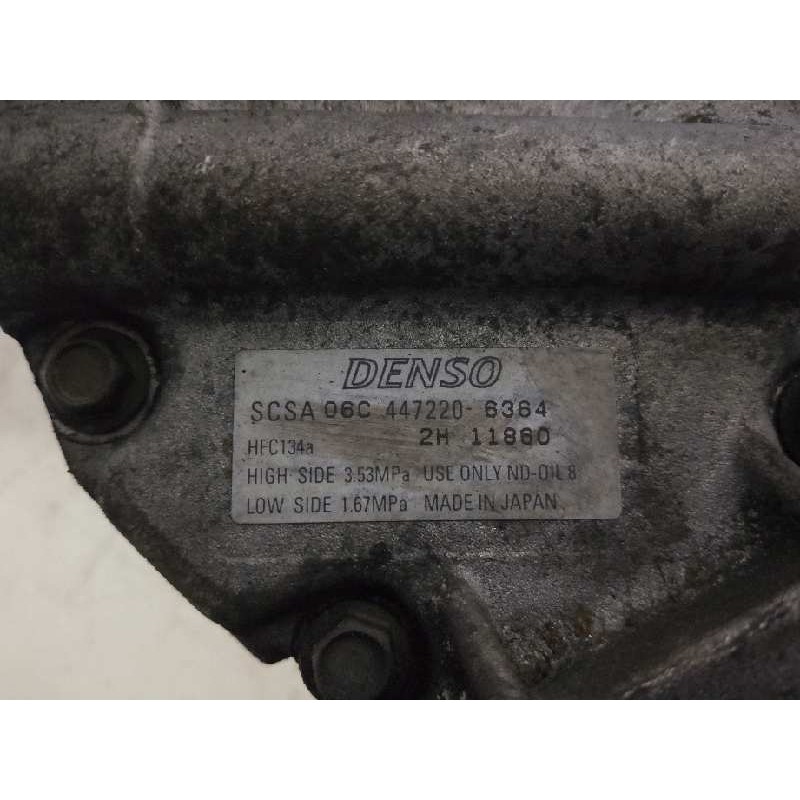 DENSO
SCSA 06C 447220-6364
2H 11860
HFC134a
HIGH SIDE 3.53MPa USE ONLY ND-OIL 8
LOW SIDE 1.67MPa MADE IN JAPAN